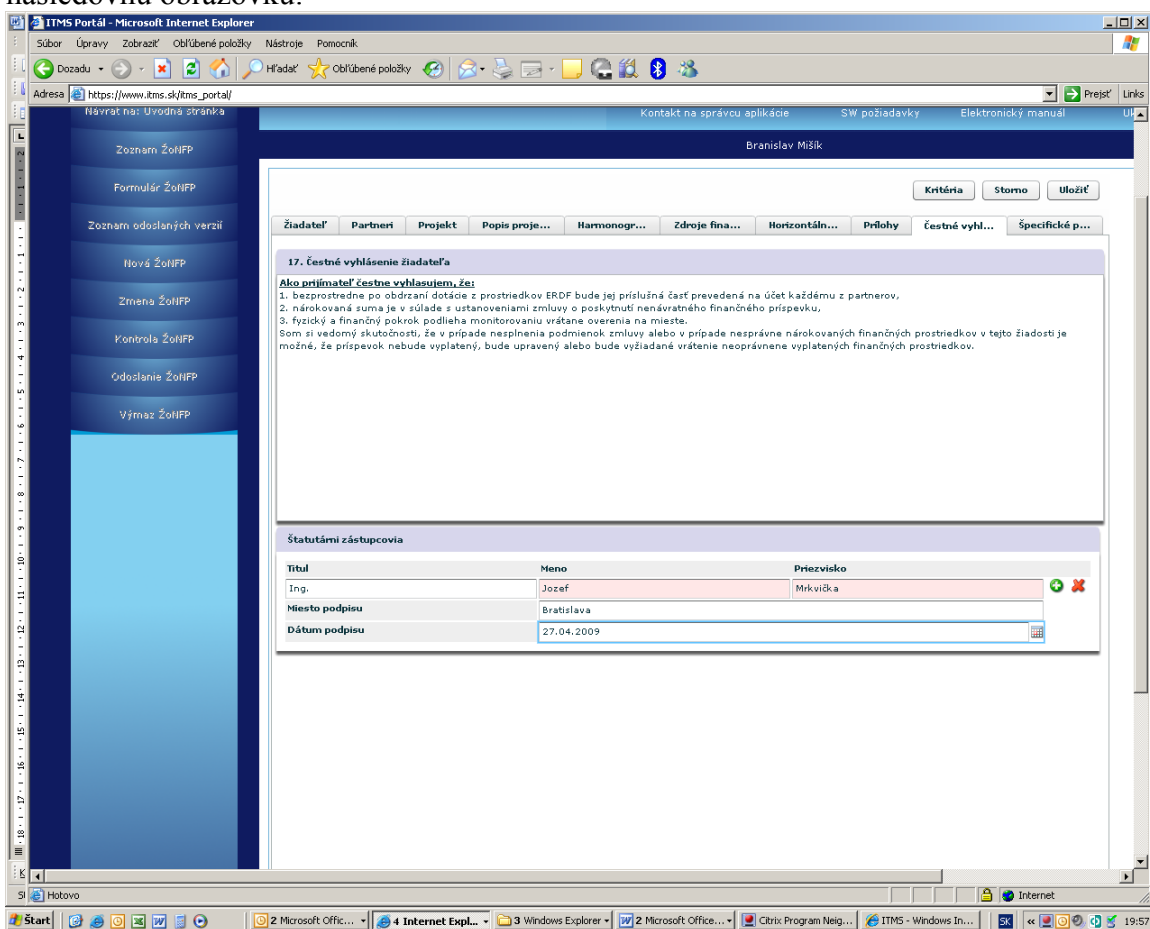 následovnú obrazovku:
ITMS Portál - Microsoft Internet Explorer
Súbor Úpravy Zobraziť Obľúbené položky Nástroje Pomocník
Dozadu Hľadať Obľúbené položky
Adresa https://www.itms.sk/itms_portal/ Prejsť Links
Návrat na: Úvodná stránka
Kontakt na správcu aplikácie SW požiadavky Elektronický manuál
Branislav Mišík
Zoznam ŽoNFP
Formulár ŽoNFP
Zoznam odoslaných verzií
Nová ŽoNFP
Zmena ŽoNFP
Kontrola ŽoNFP
Odoslanie ŽoNFP
Výmaz ŽoNFP
Kritéria Storno Uložiť
Žiadateľ Partneri Projekt Popis proje... Harmonogr... Zdroje fina... Horizontáln... Prílohy Čestné vyhl... Špecifické p...
17. Čestné vyhlásenie žiadateľa
Ako prijímateľ čestne vyhlasujem, že:
1. bezprostredne po obdrzaní dotácie z prostriedkov ERDF bude jej príslušná časť prevedená na účet každému z partnerov,
2. nárokovaná suma je v súlade s ustanoveniami zmluvy o poskytnutí nenávratného finančného príspevku,
3. fyzický a finančný pokrok podlieha monitorovaniu vrátane overenia na mieste.
Som si vedomý skutočnosti, že v prípade nesplnenia podmienok zmluvy alebo v prípade nesprávne nárokovaných finančných prostriedkov v tejto žiadosti je
možné, že príspevok nebude vyplatený, bude upravený alebo bude vyžiadané vrátenie neoprávnene vyplatených finančných prostriedkov.
Štatutárni zástupcovia
Titul Meno Priezvisko
Ing. Jozef Mrkvička
Miesto podpisu Bratislava
Dátum podpisu 27.04.2009
Hotovo Internet
Štart 2 Microsoft Offic... 4 Internet Expl... 3 Windows Explorer 2 Microsoft Office... Citrix Program Neig... ITMS - Windows In... SK 19:57